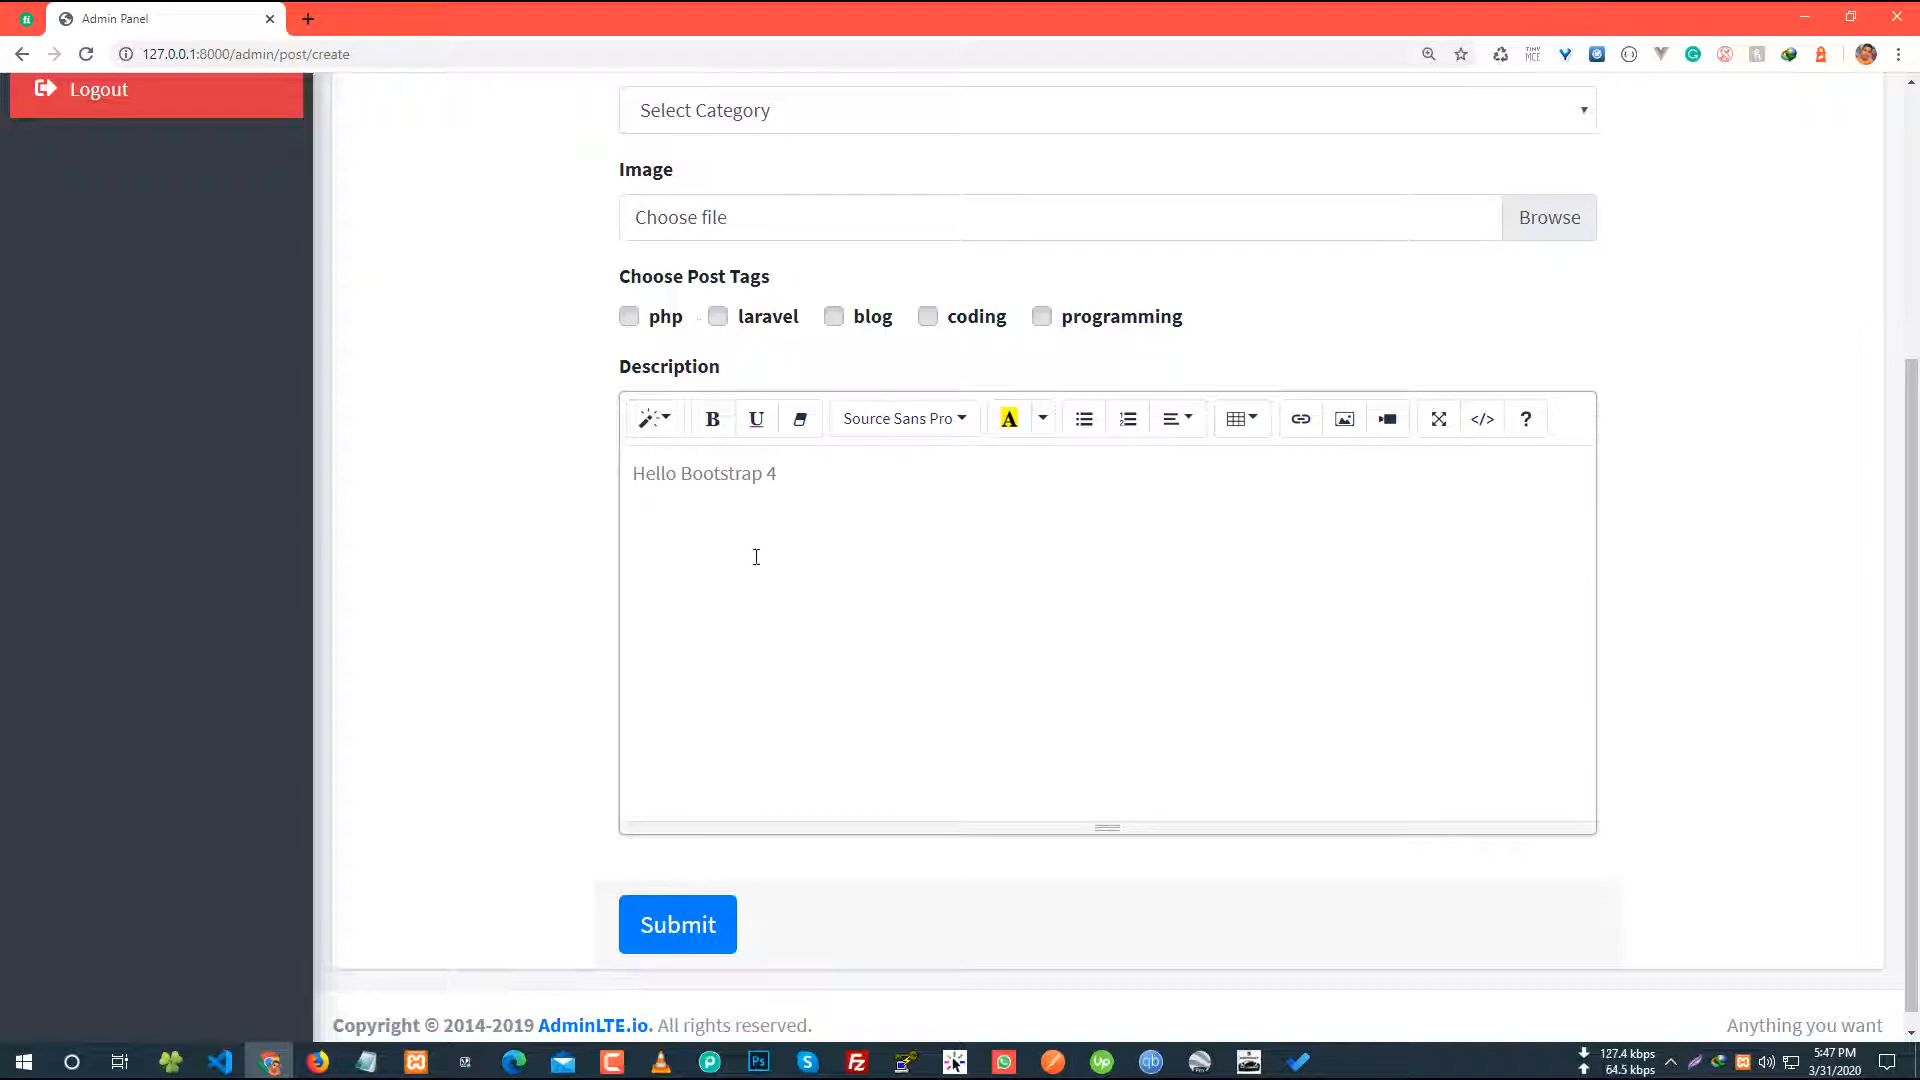 Admin Panel
127.0.0.1:8000/admin/post/create
TINY
MCE
Logout
Select Category
Image
Choose file
Browse
Choose Post Tags
php laravel blog coding programming
Description
B U Source Sans Pro A </> ?
Hello Bootstrap 4
Submit
Copyright © 2014-2019 AdminLTE.io. All rights reserved.
Anything you want
127.4 kbps
64.5 kbps
5:47 PM
3/31/2020